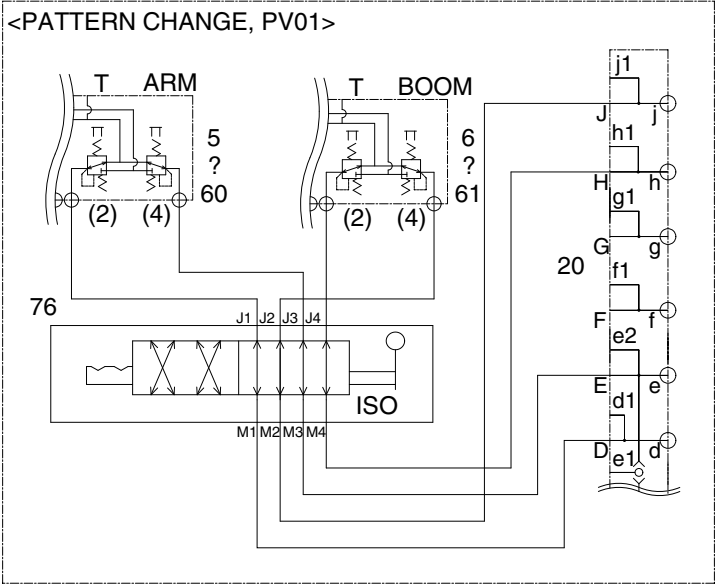 <PATTERN CHANGE, PV01>
T ARM
5
?
60
(2) (4)
T BOOM
6
?
61
(2) (4)
j1
J j
h1
H h
g1
G g
20
f1
F f
e2
E e
d1
D d
e1
76
J1 J2 J3 J4
ISO
M1 M2 M3 M4